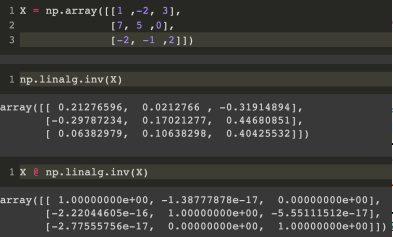 1 X = np.array([[1 ,-2, 3],
2 [7, 5 ,0],
3 [-2, -1 ,2]])
1 np.linalg.inv(X)
array([[ 0.21276596, 0.0212766 , -0.31914894],
[-0.29787234, 0.17021277, 0.44680851],
[ 0.06382979, 0.10638298, 0.40425532]])
1 X @ np.linalg.inv(X)
array([[ 1.00000000e+00, -1.38777878e-17, 0.00000000e+00],
[-2.22044605e-16, 1.00000000e+00, -5.55111512e-17],
[-2.77555756e-17, 0.00000000e+00, 1.00000000e+00]])